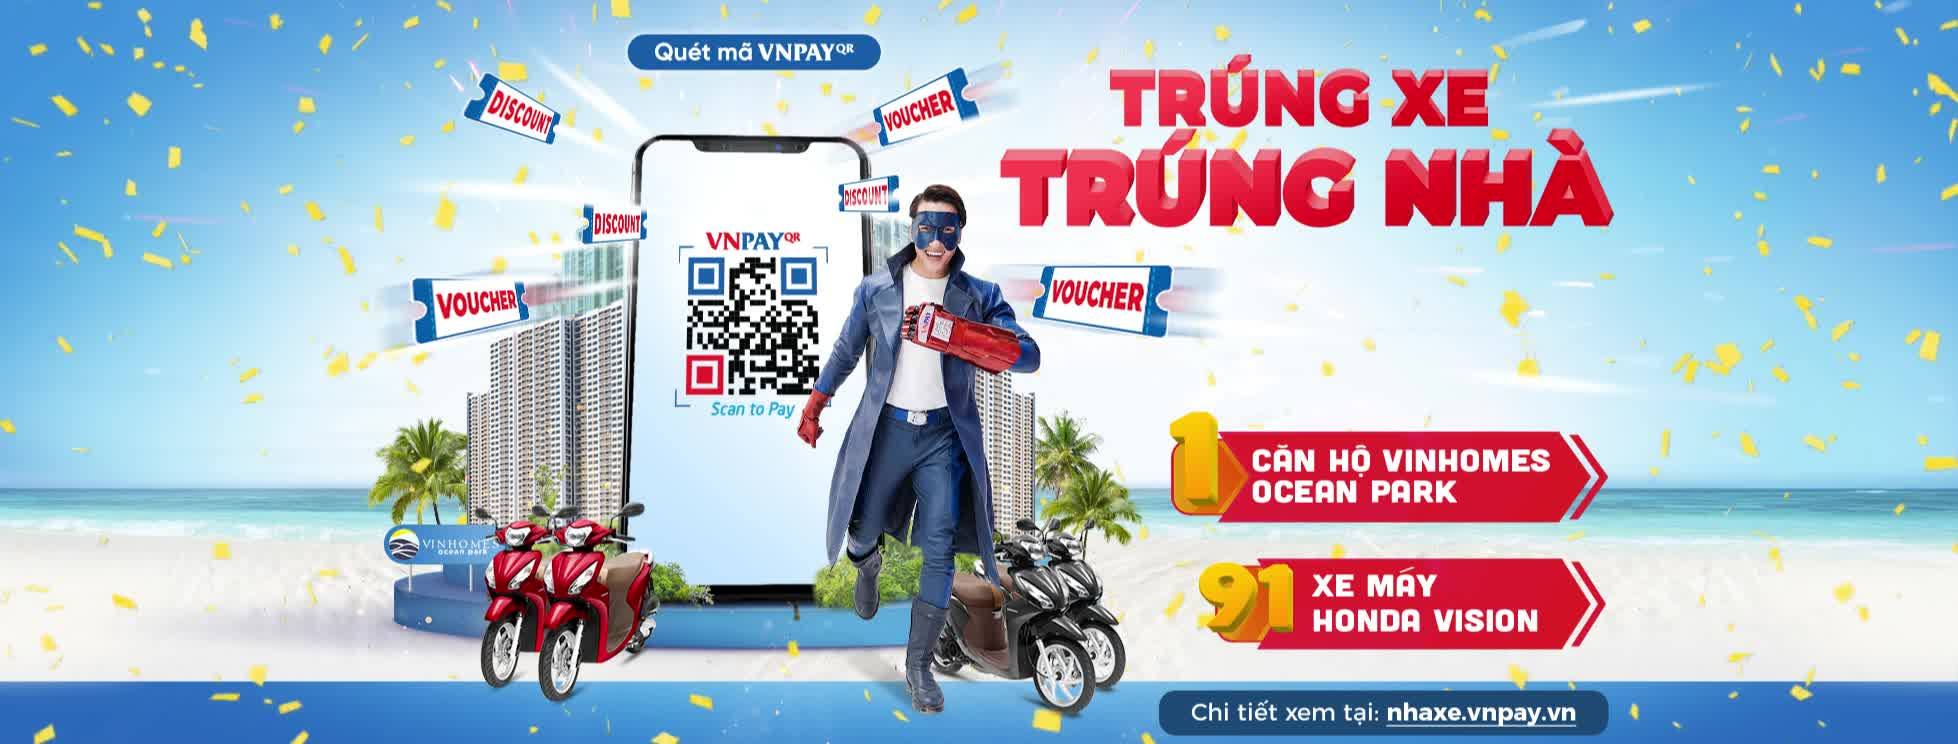 Quét mã VNPAYQR
DISCOUNT
VOUCHER
TRÚNG XE
TRÚNG NHÀ
DISCOUNT
DISCOUNT
VNPAYQR
VOUCHER
VOUCHER
Scan to Pay
1 CĂN HỘ VINHOMES
OCEAN PARK
VINHOMES
ocean park
91 XE MÁY
HONDA VISION
Chi tiết xem tại: nhaxe.vnpay.vn